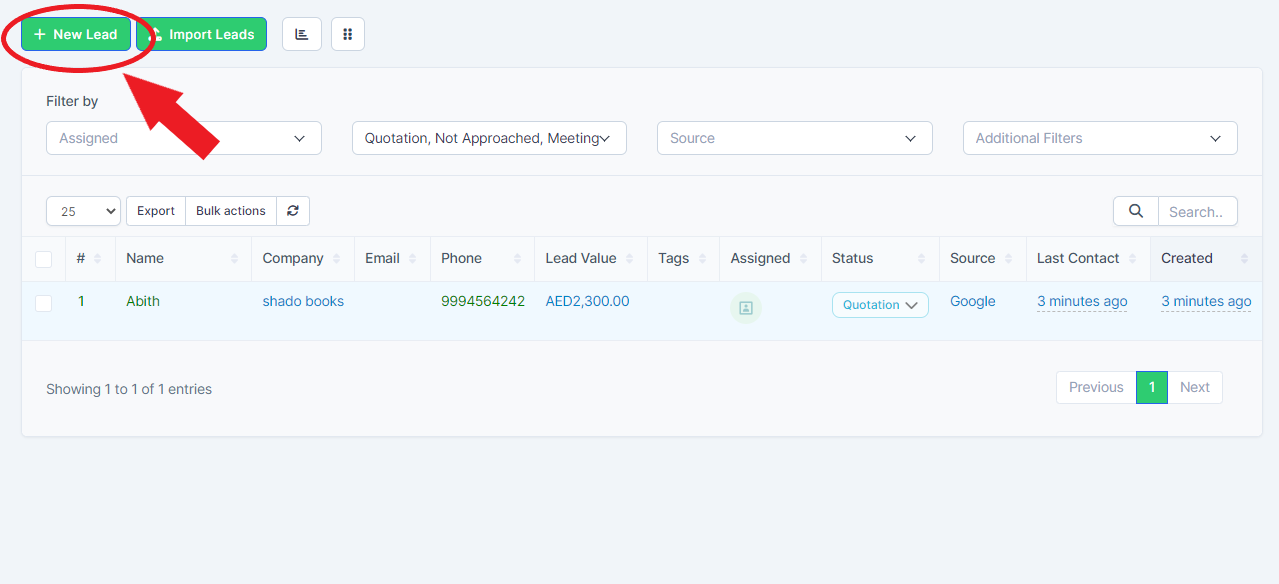 New Lead Import Leads
Filter by
Assigned Quotation, Not Approached, Meeting Source Additional Filters
25 Export Bulk actions Search..
# Name Company Email Phone Lead Value Tags Assigned Status Source Last Contact Created
1 Abith shado books 9994564242 AED2,300.00 Quotation Google 3 minutes ago 3 minutes ago
Showing 1 to 1 of 1 entries Previous 1 Next